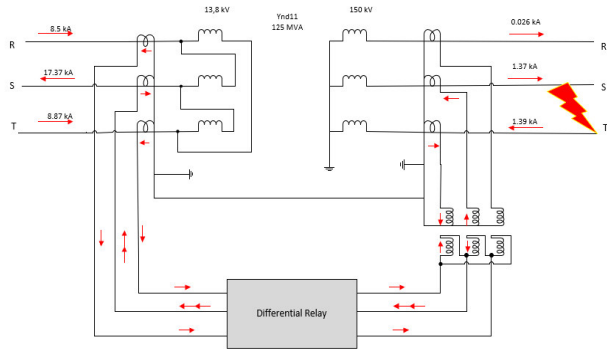 13,8 kV
Ynd11
125 MVA
150 kV
8.5 kA
0.026 kA
R
R
17.37 kA
1.37 kA
S
S
8.87 kA
1.39 kA
T
T
Differential Relay